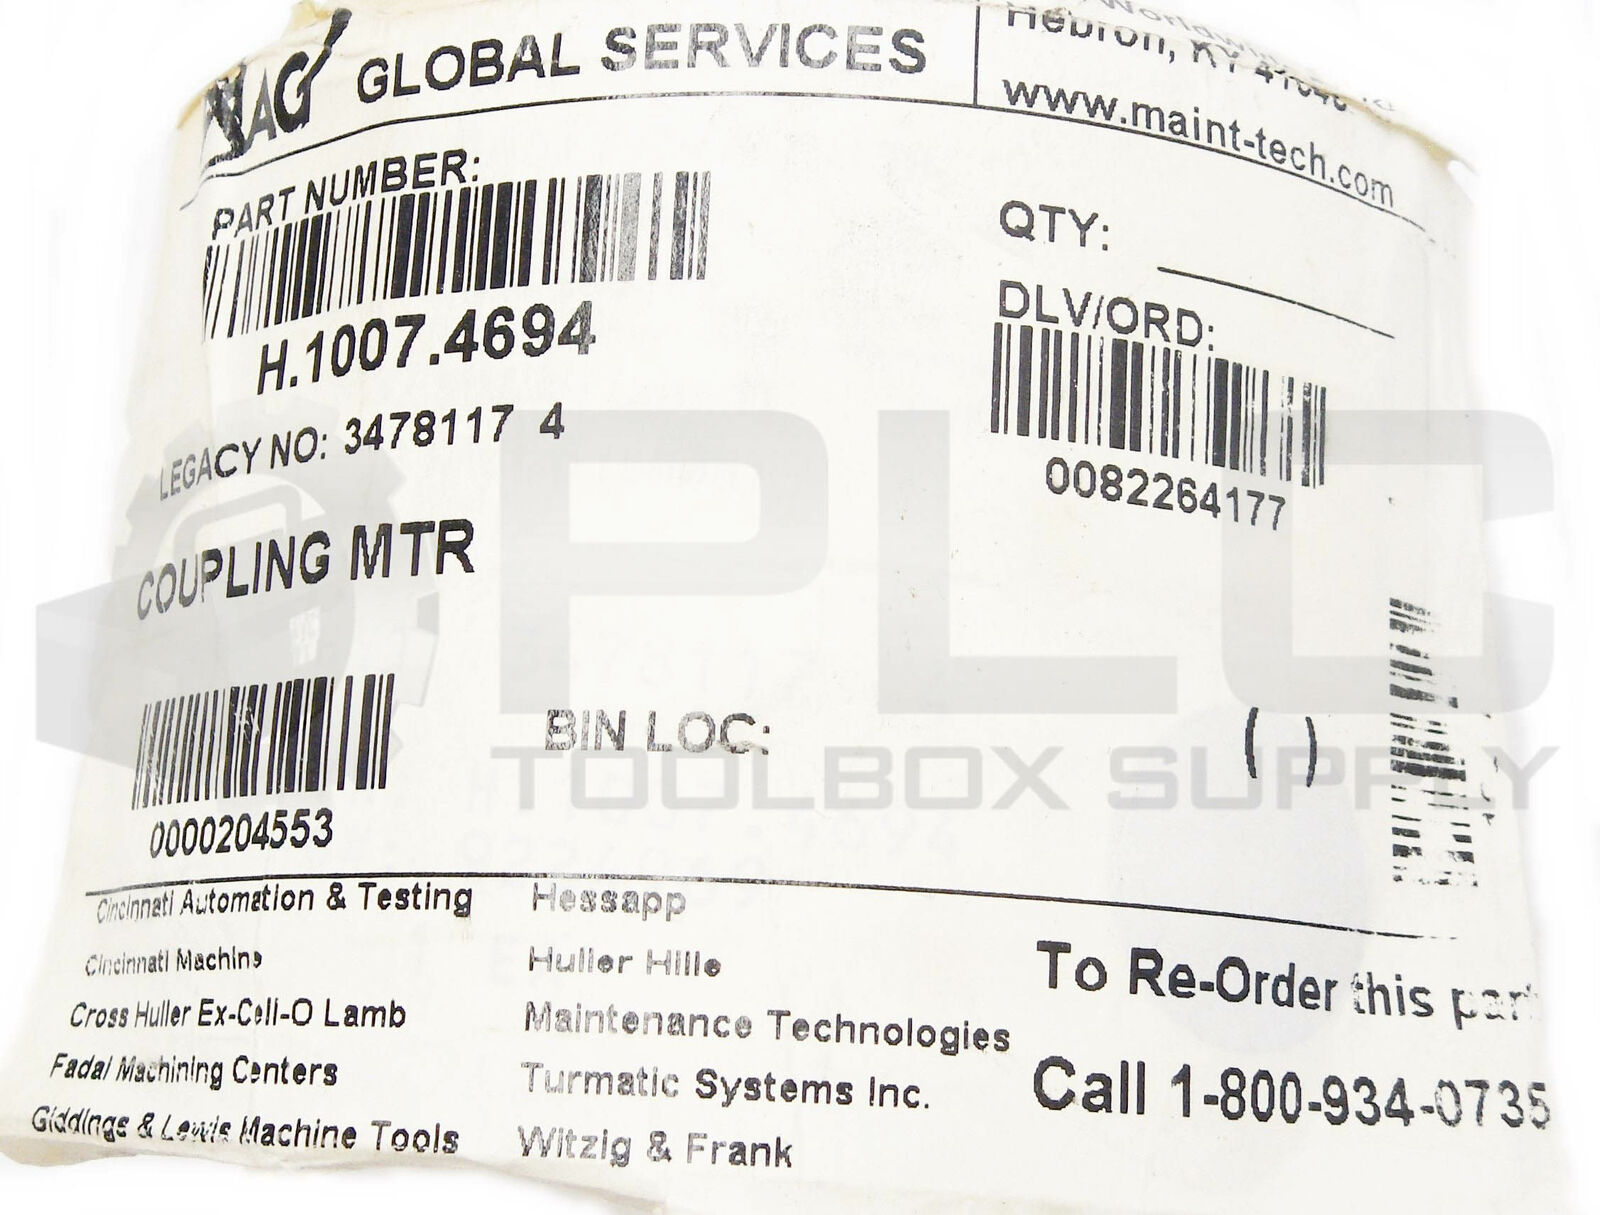 MAG GLOBAL SERVICES
Hebron, KY 41048
www.maint-tech.com
PART NUMBER:
H.1007.4694
LEGACY NO: 3478117 4
COUPLING MTR
QTY:
DLV/ORD:
0082264177
0000204553
BIN LOC:
( )
Cincinnati Automation & Testing
Cincinnati Machine
Cross Huller Ex-Cell-O Lamb
Fadal Machining Centers
Giddings & Lewis Machine Tools
Hessapp
Huller Hille
Maintenance Technologies
Turmatic Systems Inc.
Witzig & Frank
To Re-Order this part
Call 1-800-934-0735
PLC
TOOLBOX SUPPLY